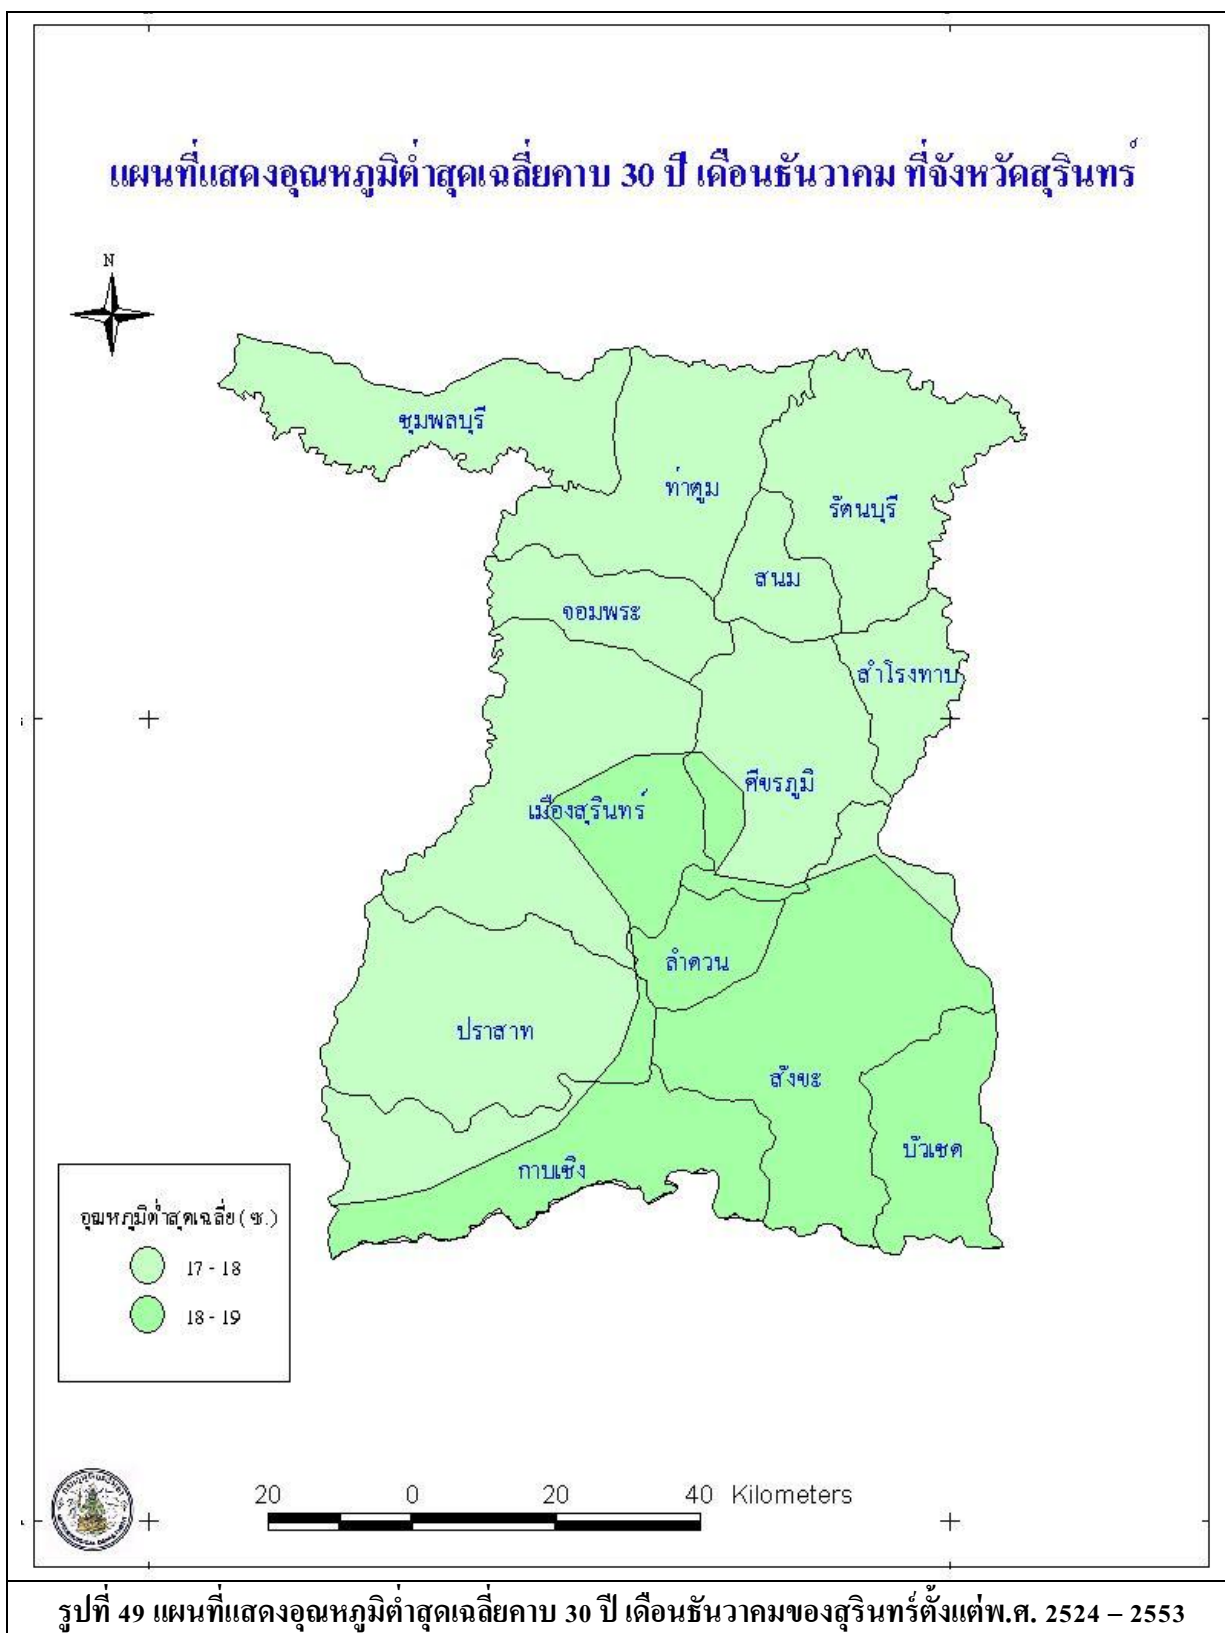 แผนที่แสดงอุณหภูมิต่ำสุดเฉลี่ยคาบ 30 ปี เดือนธันวาคม ที่จังหวัดสุรินทร์
N
ชุมพลบุรี
ท่าตูม
รัตนบุรี
สนม
จอมพระ
สำโรงทาบ
ศีขรภูมิ
เมืองสุรินทร์
ลำดวน
ปราสาท
สังขะ
บัวเชด
กาบเชิง
อุณหภูมิต่ำสุดเฉลี่ย ( ซ.)
17 - 18
18 - 19
20 0 20 40 Kilometers
รูปที่ 49 แผนที่แสดงอุณหภูมิต่ำสุดเฉลี่ยคาบ 30 ปี เดือนธันวาคมของสุรินทร์ตั้งแต่พ.ศ. 2524 – 2553